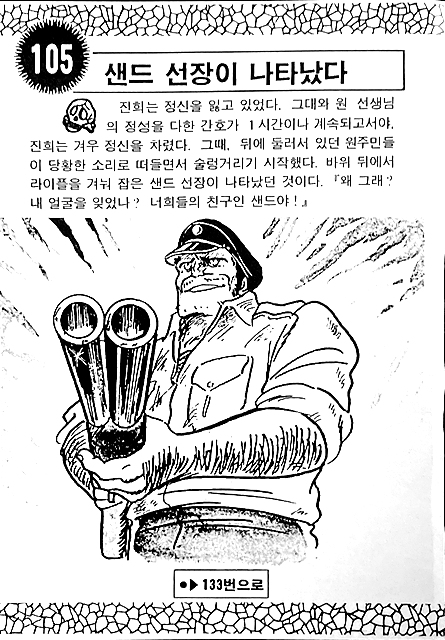 105
샌드 선장이 나타났다
진희는 정신을 잃고 있었다. 그대와 원 선생님
의 정성을 다한 간호가 1시간이나 계속되고서야,
진희는 겨우 정신을 차렸다. 그때, 뒤에 둘러서 있던 원주민들
이 당황한 소리로 떠들면서 술렁거리기 시작했다. 바위 뒤에서
라이플을 겨눠 잡은 샌드 선장이 나타났던 것이다. 『왜 그래?
내 얼굴을 잊었나? 너희들의 친구인 샌드야!』
●▶ 133번으로